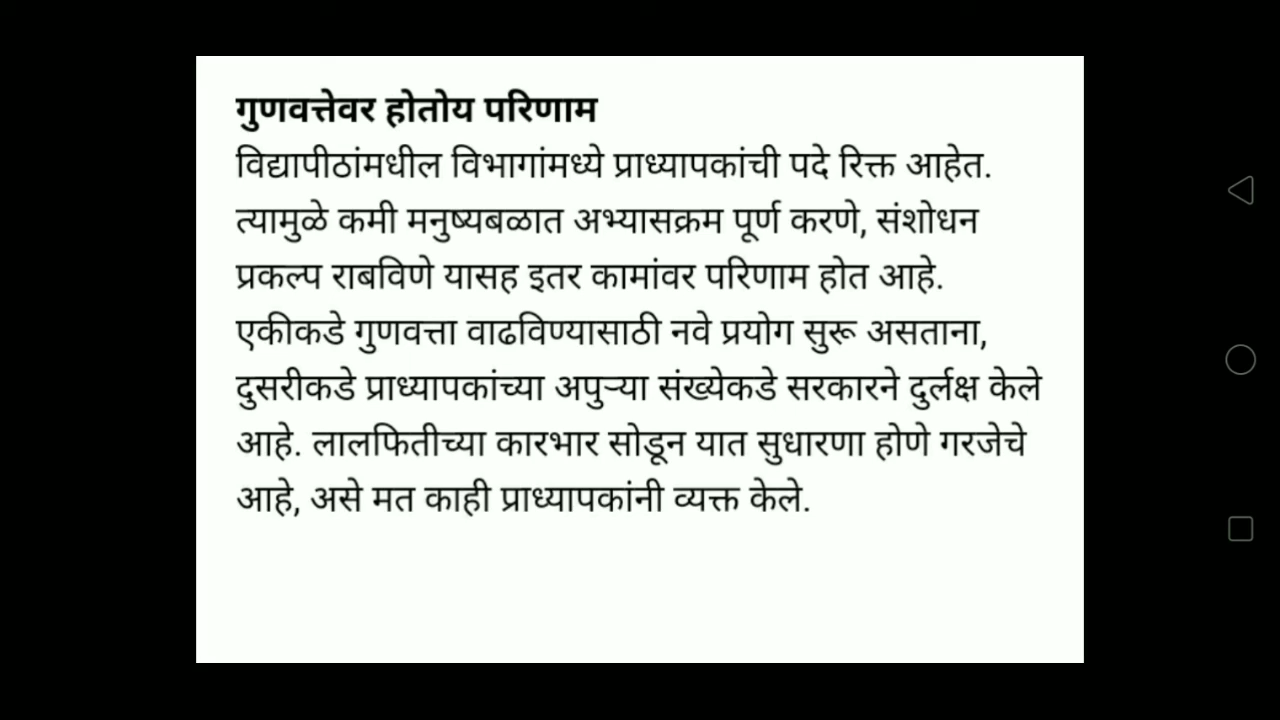 गुणवत्तेवर होतोय परिणाम
विद्यापीठांमधील विभागांमध्ये प्राध्यापकांची पदे रिक्त आहेत.
त्यामुळे कमी मनुष्यबळात अभ्यासक्रम पूर्ण करणे, संशोधन
प्रकल्प राबविणे यासह इतर कामांवर परिणाम होत आहे.
एकीकडे गुणवत्ता वाढविण्यासाठी नवे प्रयोग सुरू असताना,
दुसरीकडे प्राध्यापकांच्या अपुऱ्या संख्येकडे सरकारने दुर्लक्ष केले
आहे. लालफितीच्या कारभार सोडून यात सुधारणा होणे गरजेचे
आहे, असे मत काही प्राध्यापकांनी व्यक्त केले.